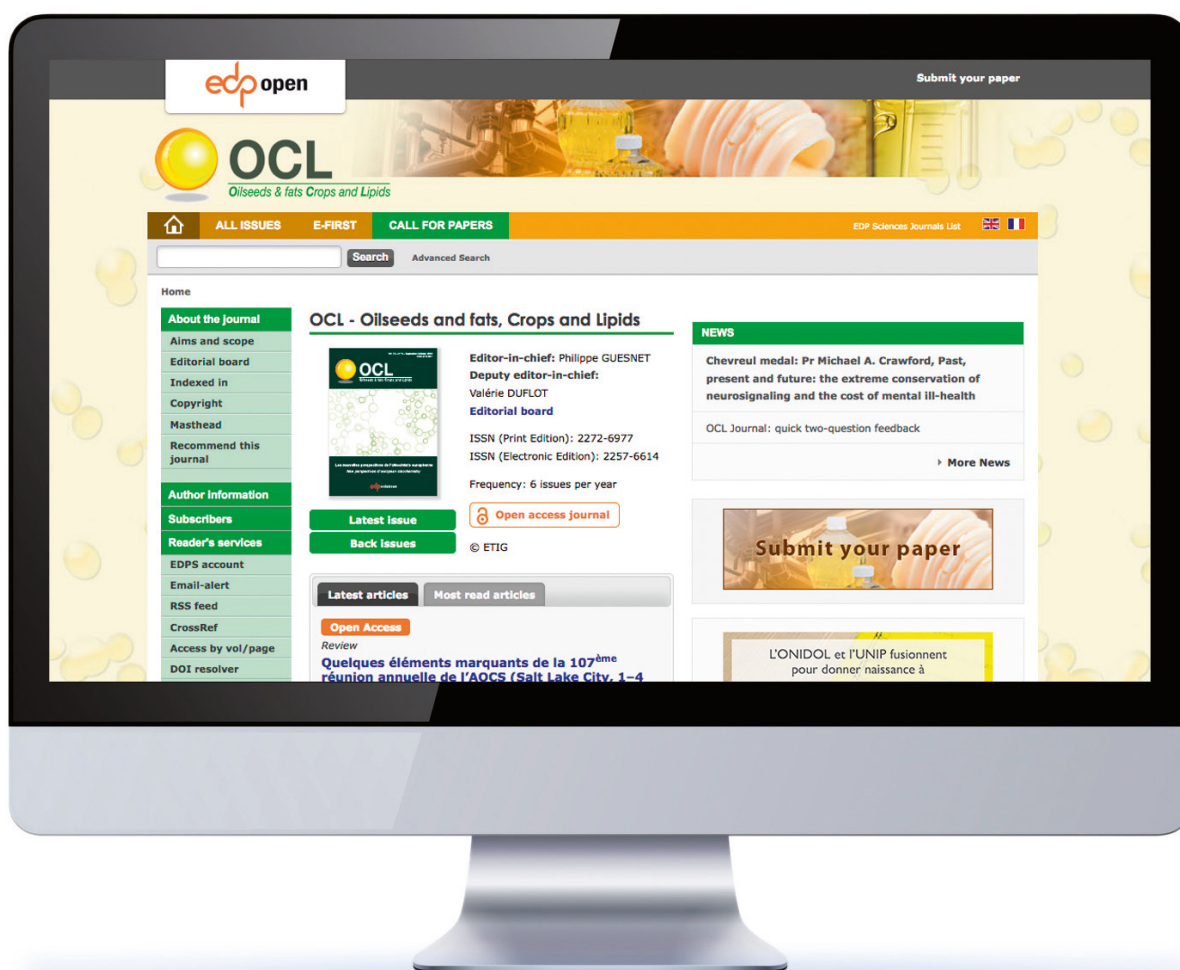 edp open
Submit your paper
OCL
Oilseeds & fats Crops and Lipids
ALL ISSUES
E-FIRST
CALL FOR PAPERS
EDP Sciences Journals List
Search
Advanced Search
Home
About the journal
Aims and scope
Editorial board
Indexed in
Copyright
Masthead
Recommend this
journal
Author information
Subscribers
Reader's services
EDPS account
Email-alert
RSS feed
CrossRef
Access by vol/page
DOI resolver
OCL - Oilseeds and fats, Crops and Lipids
OCL
Editor-in-chief: Philippe GUESNET
Deputy editor-in-chief:
Valérie DUFLOT
Editorial board
ISSN (Print Edition): 2272-6977
ISSN (Electronic Edition): 2257-6614
Frequency: 6 issues per year
Open access journal
© ETIG
Latest issue
Back issues
Latest articles
Most read articles
Open Access
Review
Quelques éléments marquants de la 107ème
réunion annuelle de l'AOCS (Salt Lake City, 1–4
NEWS
Chevreul medal: Pr Michael A. Crawford, Past,
present and future: the extreme conservation of
neurosignaling and the cost of mental ill-health
OCL Journal: quick two-question feedback
More News
Submit your paper
L'ONIDOL et l'UNIP fusionnent
pour donner naissance à